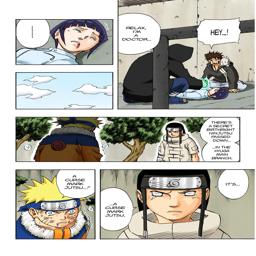 I...
RELAX,
I'M
A
DOCTOR...
HEY...!
THERE'S
A SECRET
BIRTHRIGHT
NINJUTSU
PASSED
DOWN...
...IN THE
HYUGA
MAIN
BRANCH.
A
CURSE
MARK
JUTSU...?
IT'S...
A
CURSE
MARK
JUTSU.